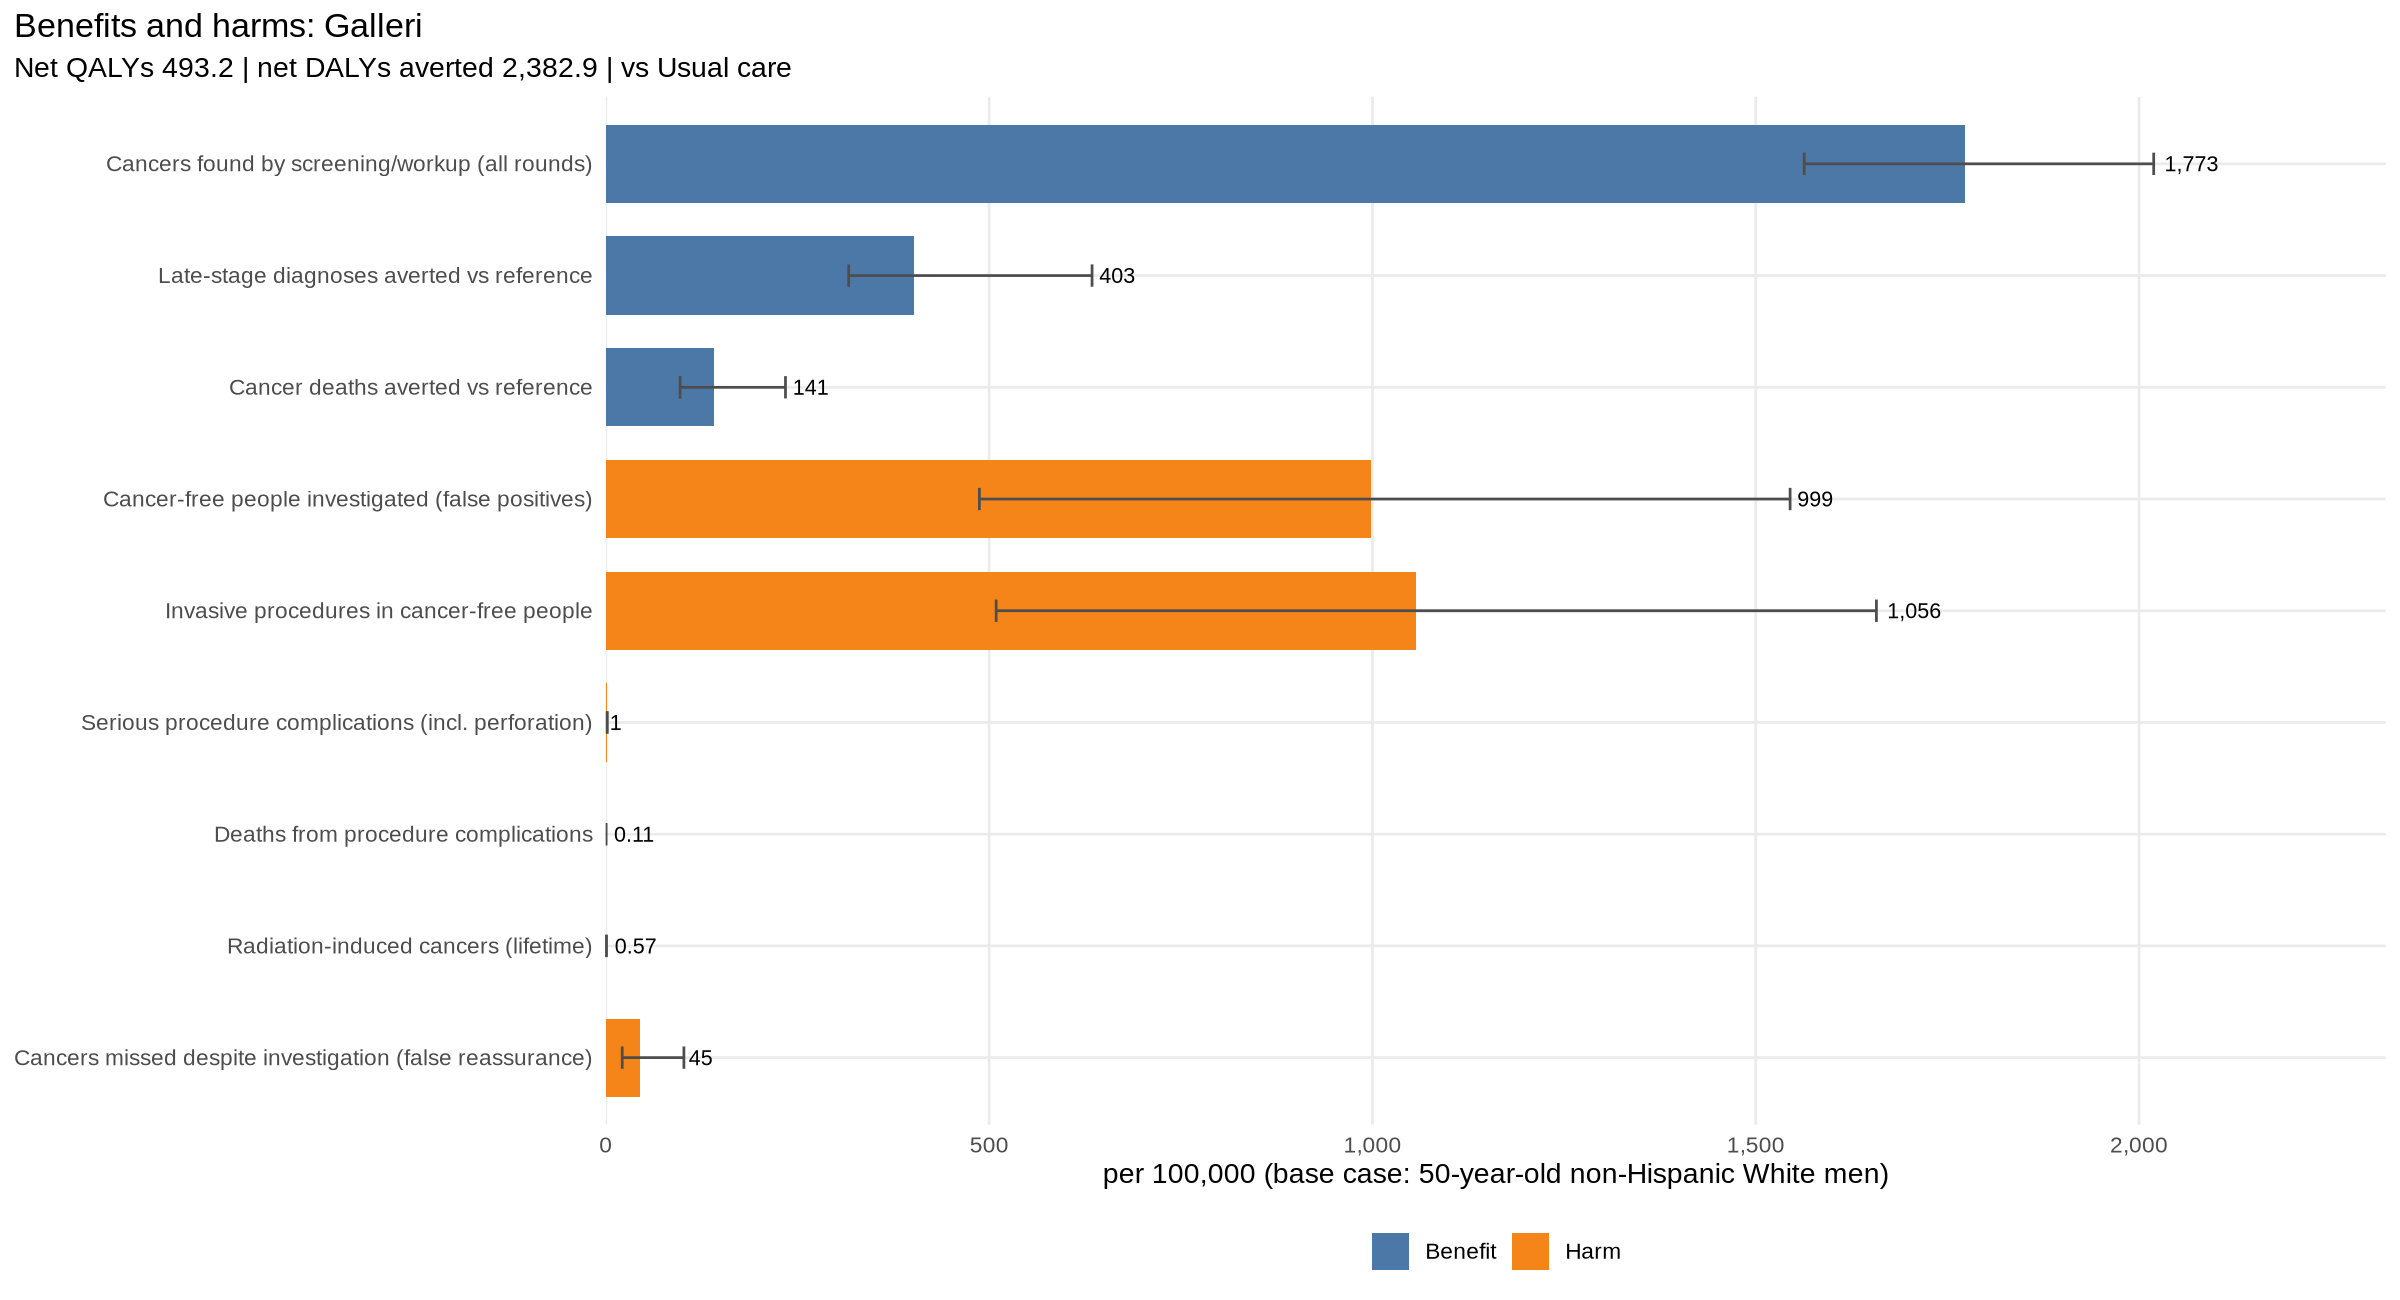 Benefits and harms: Galleri
Net QALYs 493.2 | net DALYs averted 2,382.9 | vs Usual care
Cancers found by screening/workup (all rounds) 1,773
Late-stage diagnoses averted vs reference 403
Cancer deaths averted vs reference 141
Cancer-free people investigated (false positives) 999
Invasive procedures in cancer-free people 1,056
Serious procedure complications (incl. perforation) 1
Deaths from procedure complications 0.11
Radiation-induced cancers (lifetime) 0.57
Cancers missed despite investigation (false reassurance) 45
0 500 1,000 1,500 2,000
per 100,000 (base case: 50-year-old non-Hispanic White men)
Benefit Harm